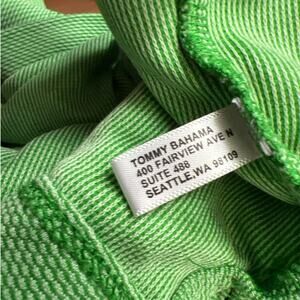 TOMMY BAHAMA
400 FAIRVIEW AVE N
SUITE 488
SEATTLE,WA 98109